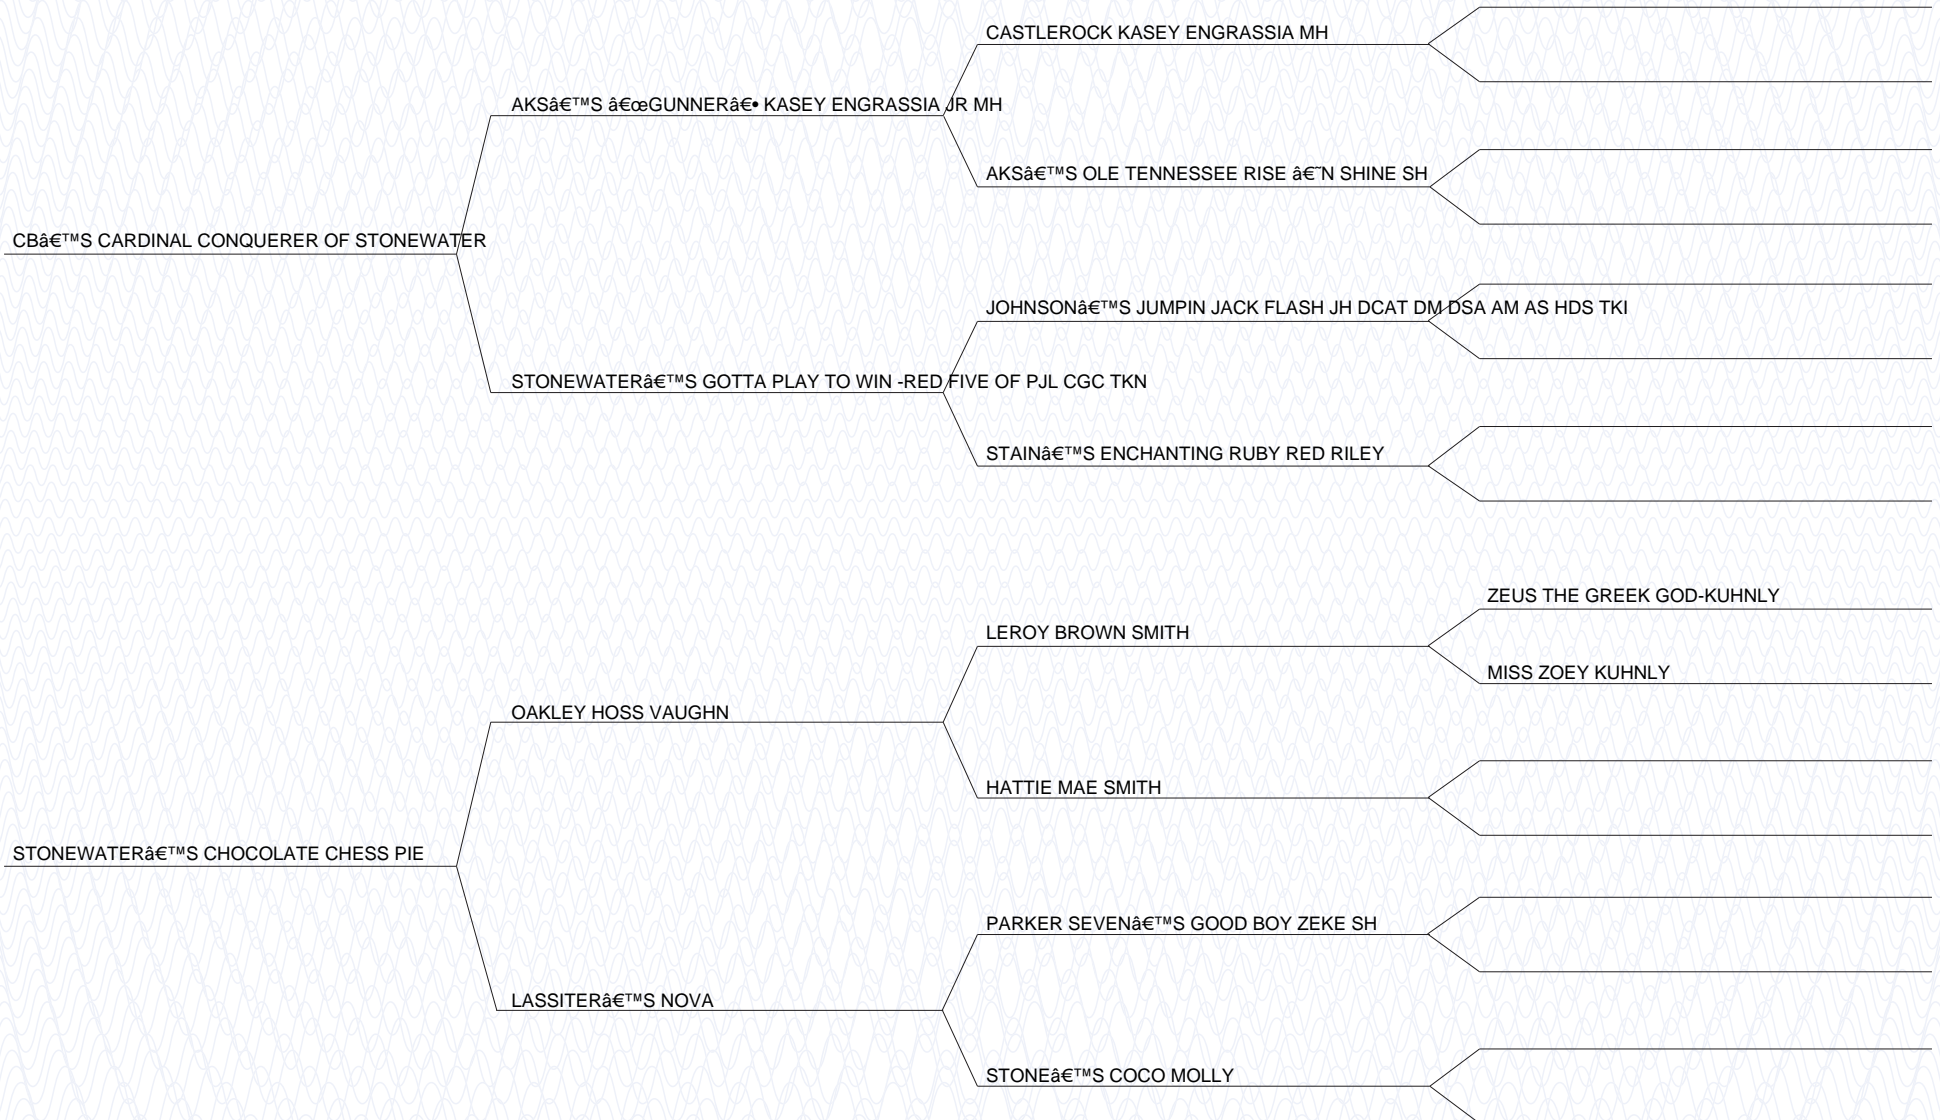 CASTLEROCK KASEY ENGRASSIA MH
AKSâ€™S â€œGUNNERâ€• KASEY ENGRASSIA JR MH
AKSâ€™S OLE TENNESSEE RISE â€˜N SHINE SH
CBâ€™S CARDINAL CONQUERER OF STONEWATER
JOHNSONâ€™S JUMPIN JACK FLASH JH DCAT DM DSA AM AS HDS TKI
STONEWATERâ€™S GOTTA PLAY TO WIN -RED FIVE OF PJL CGC TKN
STAINâ€™S ENCHANTING RUBY RED RILEY
ZEUS THE GREEK GOD-KUHNLY
LEROY BROWN SMITH
MISS ZOEY KUHNLY
OAKLEY HOSS VAUGHN
HATTIE MAE SMITH
STONEWATERâ€™S CHOCOLATE CHESS PIE
PARKER SEVENâ€™S GOOD BOY ZEKE SH
LASSITERâ€™S NOVA
STONEâ€™S COCO MOLLY